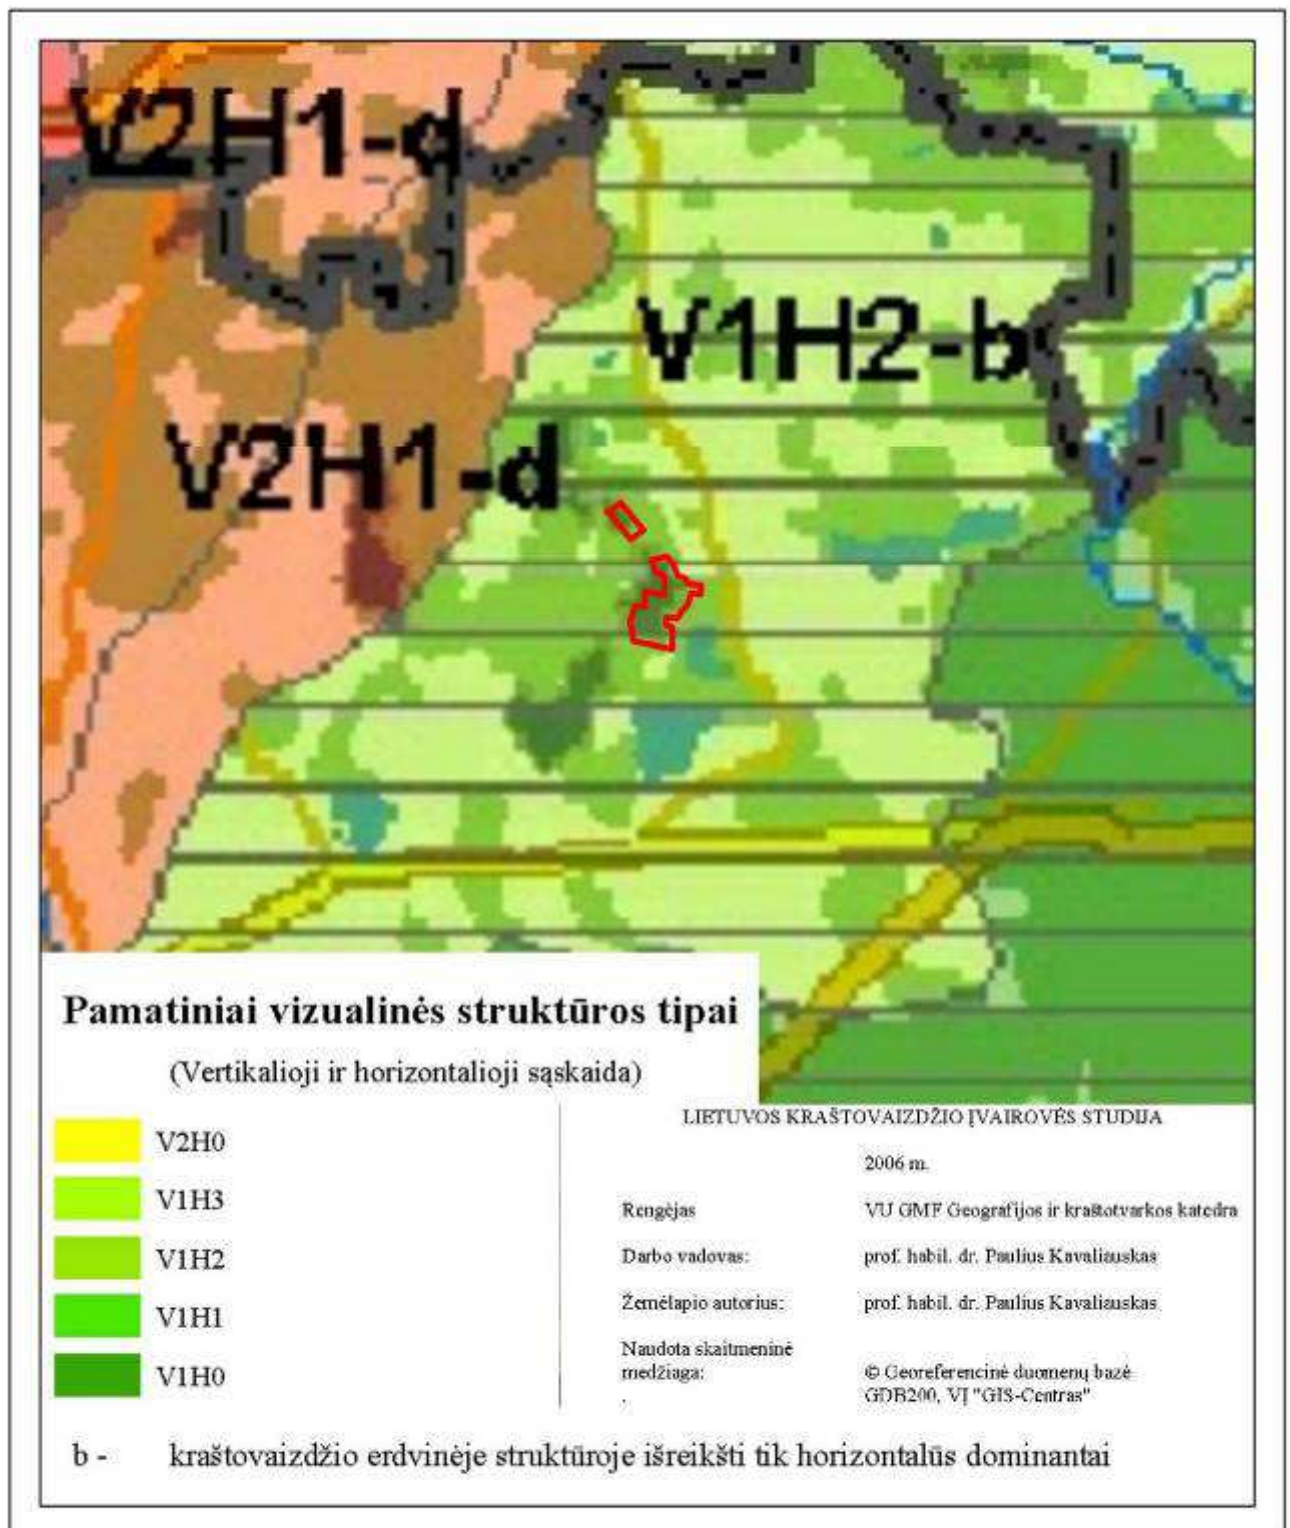 V2H1-d
V1H2-b
V2H1-d
Pamatiniai vizualinės struktūros tipai
(Vertikalioji ir horizontalioji sąskaida)
V2H0
V1H3
V1H2
V1H1
V1H0
LIETUVOS KRAŠTOVAIZDŽIO ĮVAIROVĖS STUDIJA
2006 m.
Rengėjas VU GMF Geografijos ir kraštotvarkos katedra
Darbo vadovas: prof. habil. dr. Paulius Kavaliauskas
Žemėlapio autorius: prof. habil. dr. Paulius Kavaliauskas
Naudota skaitmeninė
medžiaga: © Georeferencinė duomenų bazė
. GDB200, VĮ "GIS-Centras"
b - kraštovaizdžio erdvinėje struktūroje išreikšti tik horizontalūs dominantai